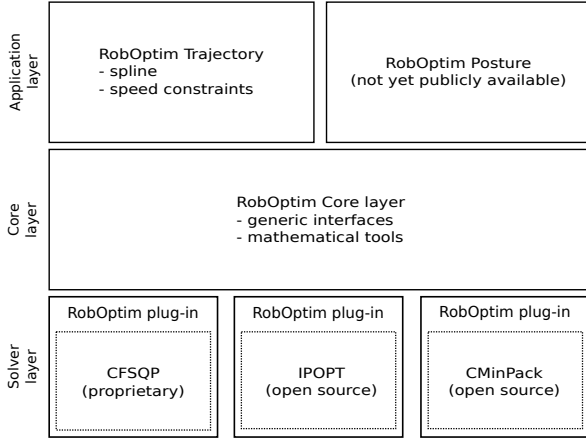 Application
layer
RobOptim Trajectory
- spline
- speed constraints
RobOptim Posture
(not yet publicly available)
Core
layer
RobOptim Core layer
- generic interfaces
- mathematical tools
Solver
layer
RobOptim plug-in
CFSQP
(proprietary)
RobOptim plug-in
IPOPT
(open source)
RobOptim plug-in
CMinPack
(open source)